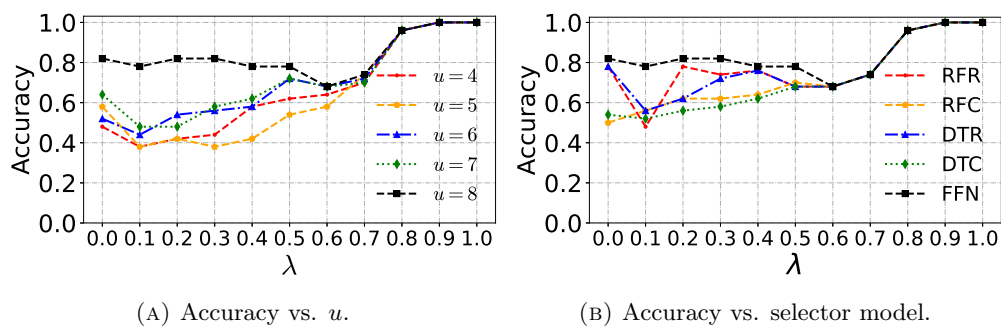 Accuracy
1.0
0.8
0.6
0.4
0.2
0.0
u = 4
u = 5
u = 6
u = 7
u = 8
0.0 0.1 0.2 0.3 0.4 0.5 0.6 0.7 0.8 0.9 1.0
λ
(A) Accuracy vs. u.
Accuracy
1.0
0.8
0.6
0.4
0.2
0.0
RFR
RFC
DTR
DTC
FFN
0.0 0.1 0.2 0.3 0.4 0.5 0.6 0.7 0.8 0.9 1.0
λ
(B) Accuracy vs. selector model.